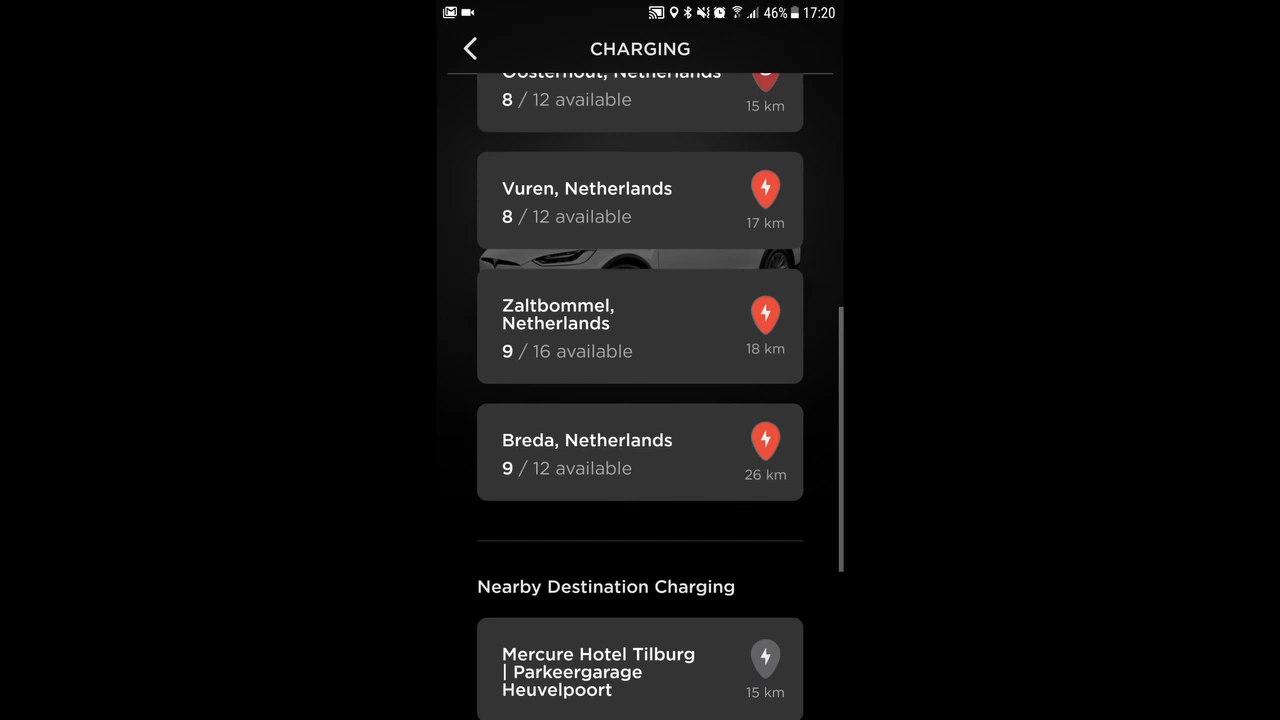 46% 17:20
CHARGING
Oosterhout, Netherlands
8 / 12 available
15 km
Vuren, Netherlands
8 / 12 available
17 km
Zaltbommel,
Netherlands
9 / 16 available
18 km
Breda, Netherlands
9 / 12 available
26 km
Nearby Destination Charging
Mercure Hotel Tilburg
| Parkeergarage
Heuvelpoort
15 km